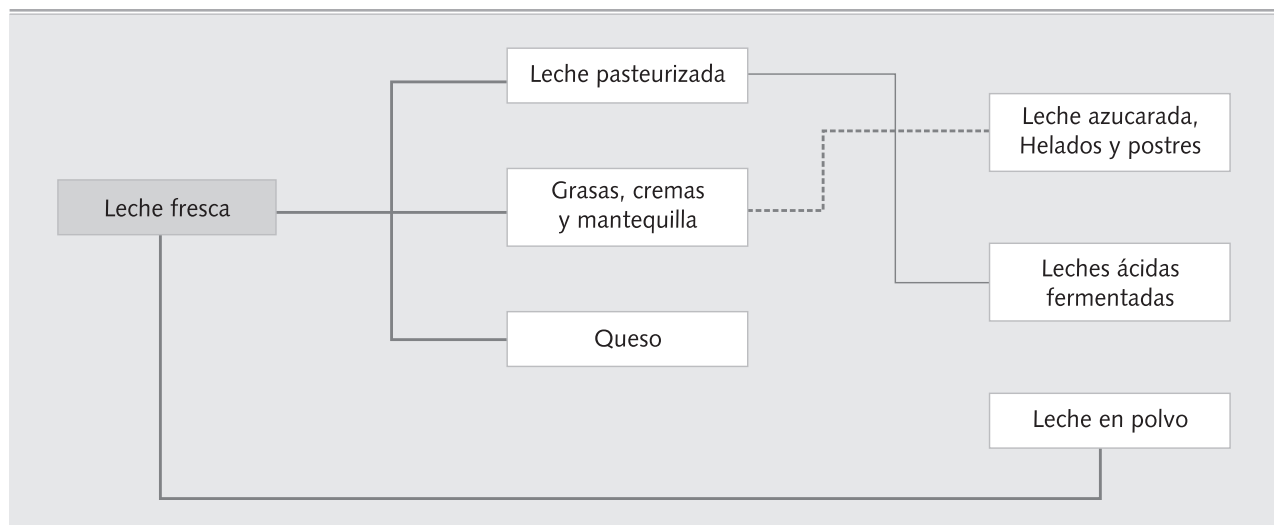 Leche fresca
Leche pasteurizada
Grasas, cremas
y mantequilla
Queso
Leche azucarada,
Helados y postres
Leches ácidas
fermentadas
Leche en polvo